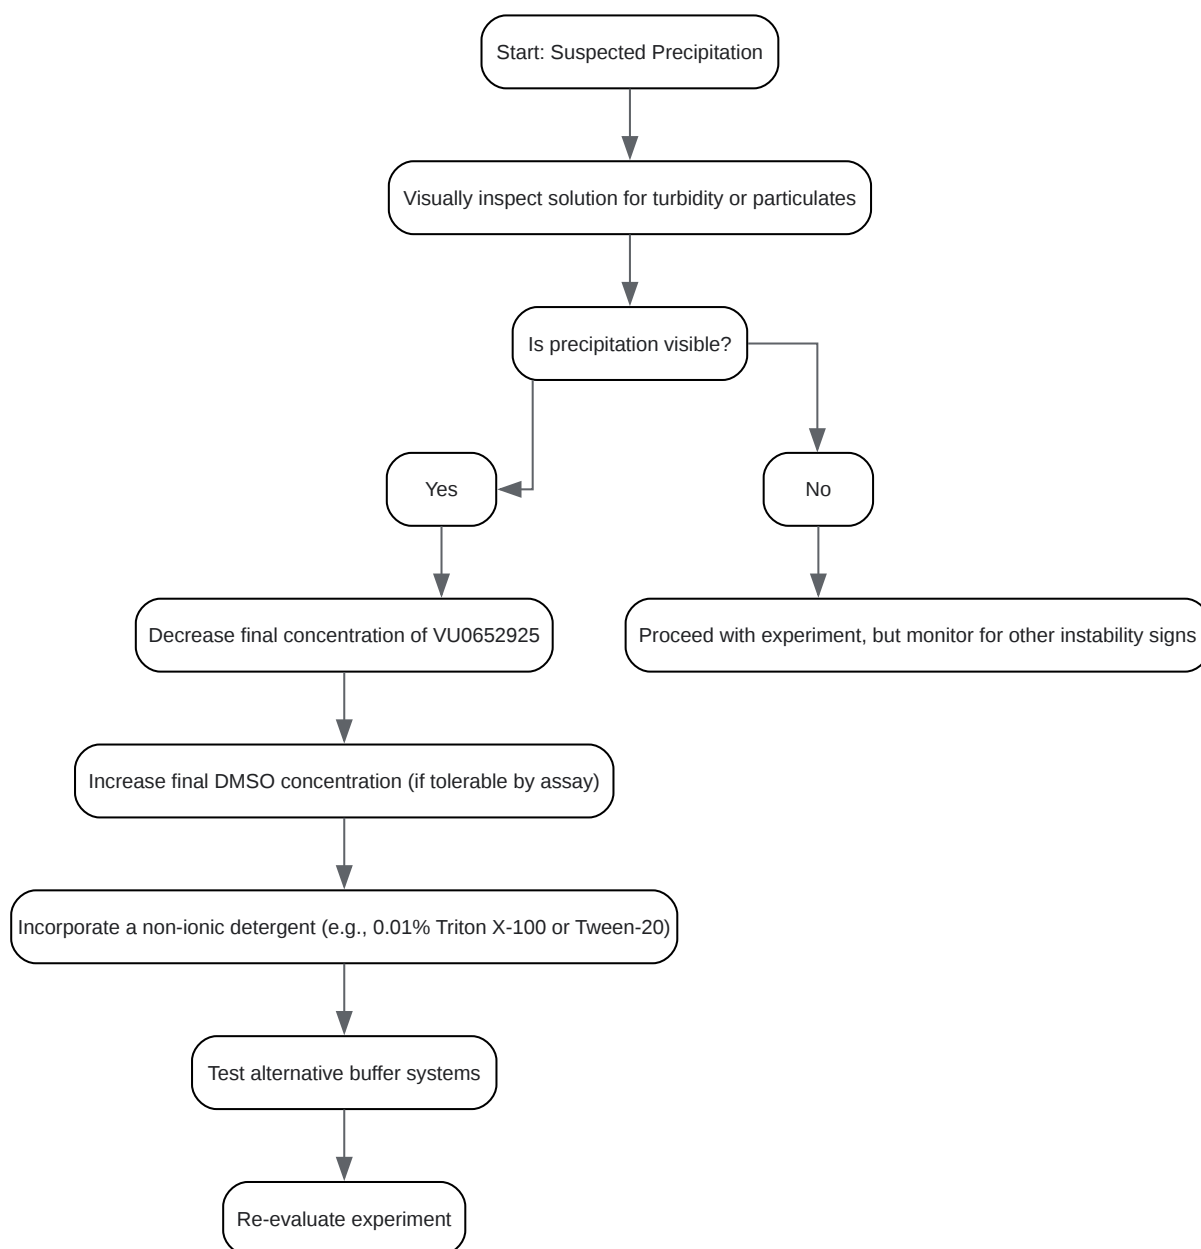 Start: Suspected Precipitation
Visually inspect solution for turbidity or particulates
Is precipitation visible?
Yes
No
Decrease final concentration of VU0652925
Proceed with experiment, but monitor for other instability signs
Increase final DMSO concentration (if tolerable by assay)
Incorporate a non-ionic detergent (e.g., 0.01% Triton X-100 or Tween-20)
Test alternative buffer systems
Re-evaluate experiment